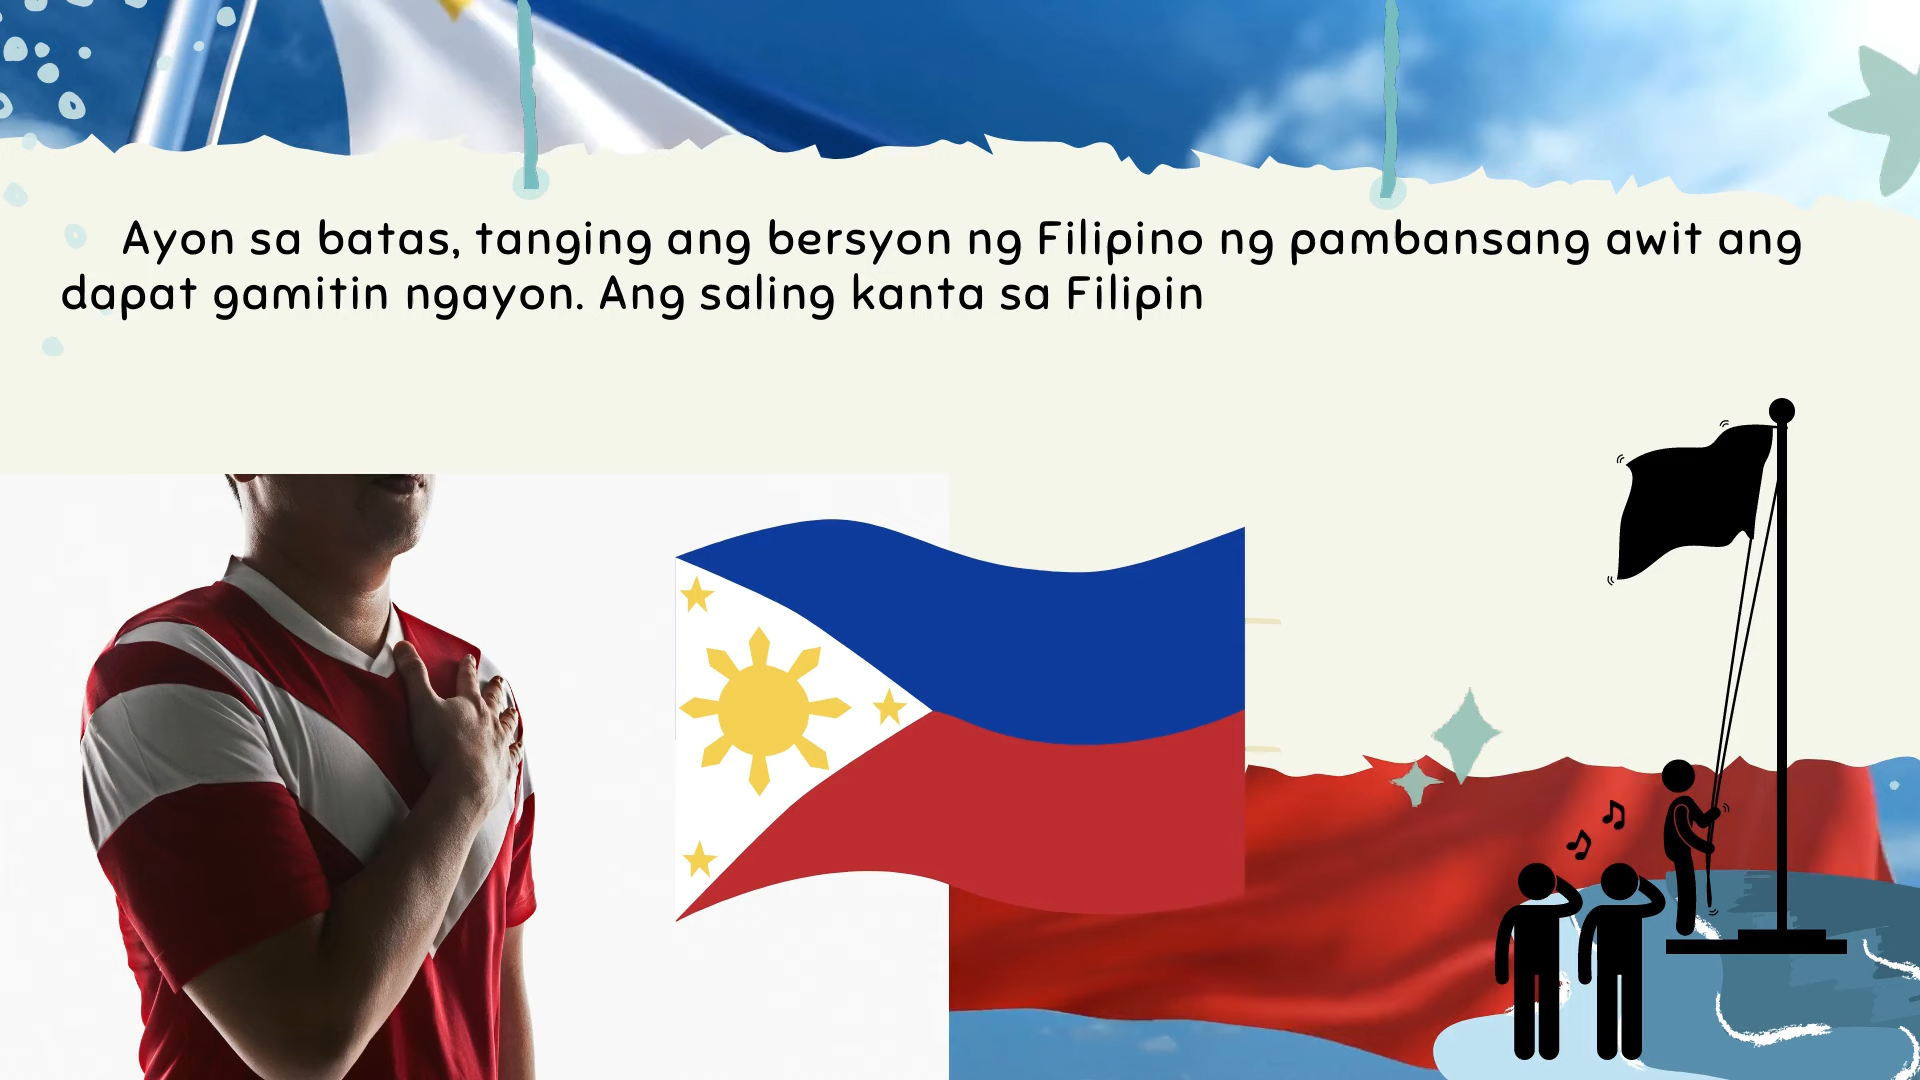 Ayon sa batas, tanging ang bersyon ng Filipino ng pambansang awit ang
dapat gamitin ngayon. Ang saling kanta sa Filipin